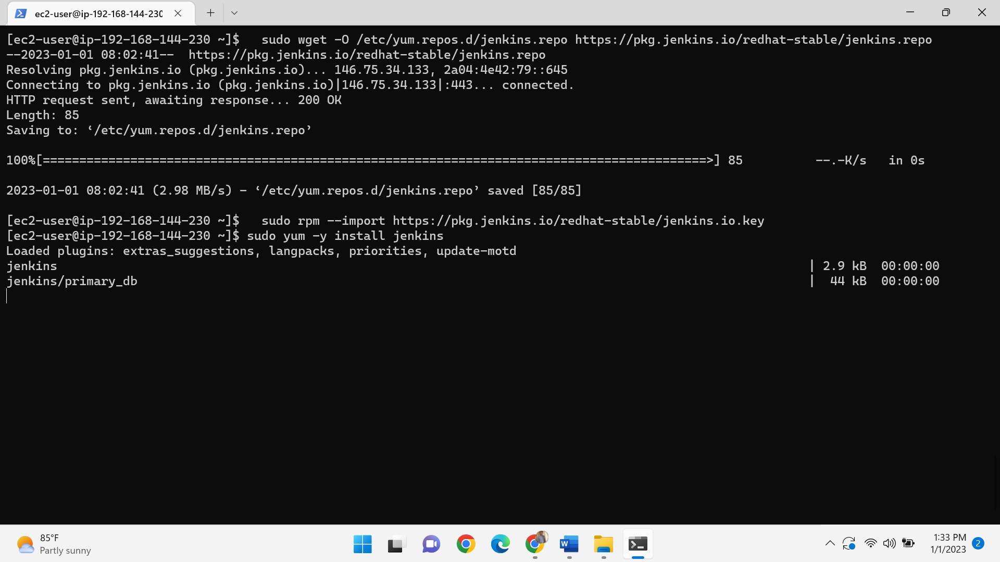 ec2-user@ip-192-168-144-230
[ec2-user@ip-192-168-144-230 ~]$   sudo wget -O /etc/yum.repos.d/jenkins.repo https://pkg.jenkins.io/redhat-stable/jenkins.repo
--2023-01-01 08:02:41--  https://pkg.jenkins.io/redhat-stable/jenkins.repo
Resolving pkg.jenkins.io (pkg.jenkins.io)... 146.75.34.133, 2a04:4e42:79::645
Connecting to pkg.jenkins.io (pkg.jenkins.io)|146.75.34.133|:443... connected.
HTTP request sent, awaiting response... 200 OK
Length: 85
Saving to: ‘/etc/yum.repos.d/jenkins.repo’
100%[===========================================================================================>] 85          --.-K/s   in 0s
2023-01-01 08:02:41 (2.98 MB/s) - ‘/etc/yum.repos.d/jenkins.repo’ saved [85/85]
[ec2-user@ip-192-168-144-230 ~]$   sudo rpm --import https://pkg.jenkins.io/redhat-stable/jenkins.io.key
[ec2-user@ip-192-168-144-230 ~]$ sudo yum -y install jenkins
Loaded plugins: extras_suggestions, langpacks, priorities, update-motd
jenkins                                                                                                       | 2.9 kB  00:00:00
jenkins/primary_db                                                                                            |  44 kB  00:00:00
85°F
Partly sunny
W
1:33 PM
1/1/2023
2